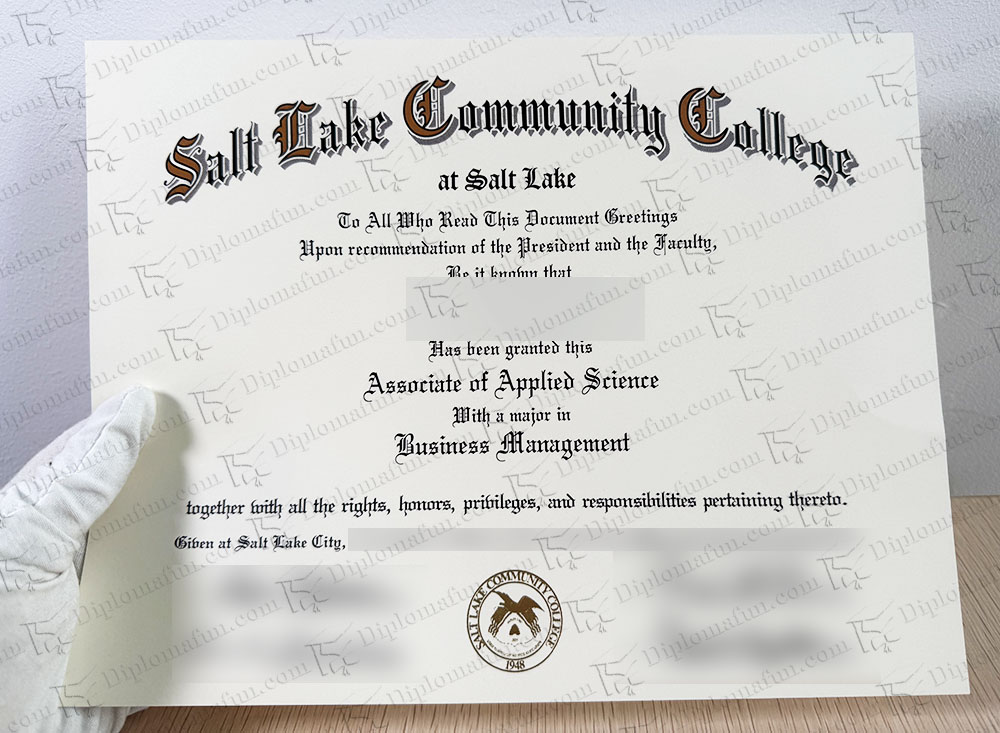 Salt Lake Community College
at Salt Lake
To All Who Read This Document Greetings
Upon recommendation of the President and the Faculty,
Be it known that
Has been granted this
Associate of Applied Science
With a major in
Business Management
together with all the rights, honors, privileges, and responsibilities pertaining thereto.
Given at Salt Lake City,
SALT LAKE COMMUNITY COLLEGE
1948
Diplomafun.com